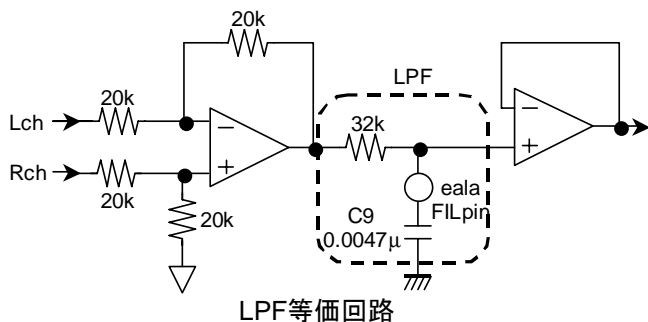 20k
LPF
20k
Lch
32k
Rch
20k
20k
eala
FILpin
C9
0.0047μ
LPF等価回路